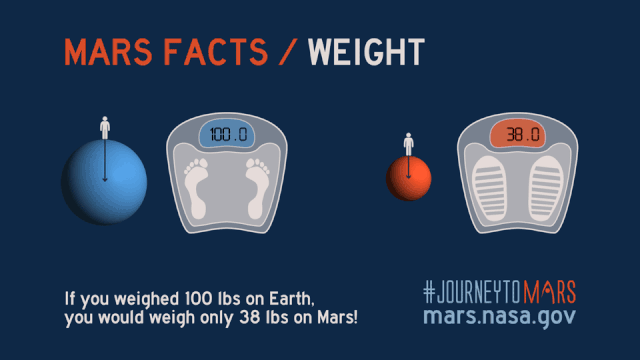 MARS FACTS / WEIGHT
100.0
38.0
If you weighed 100 lbs on Earth,
you would weigh only 38 lbs on Mars!
#JOURNEYTOMARS
mars.nasa.gov